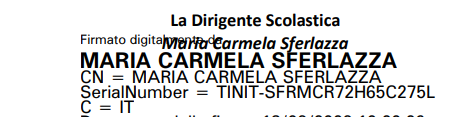 La Dirigente Scolastica
Firmato digitalmente da
Maria Carmela Sferlazza
MARIA CARMELA SFERLAZZA
CN = MARIA CARMELA SFERLAZZA
SerialNumber = TINIT-SFRMCR72H65C275L
C = IT